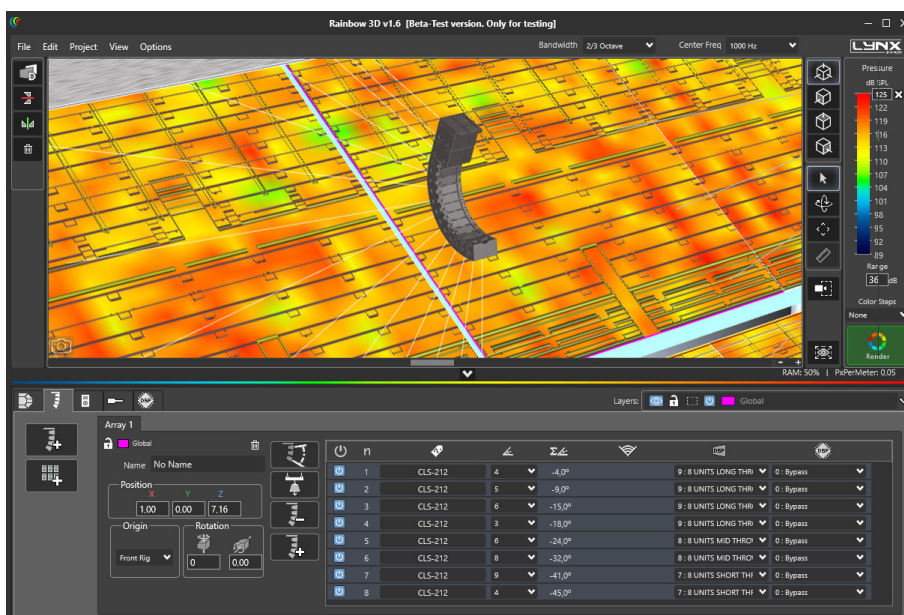 Rainbow 3D v1.6 [Beta-Test version. Only for testing]
File Edit Project View Options
Bandwidth 2/3 Octave Center Freq 1000 Hz
LYNX
Pressure
dB SPL
125
122
119
116
113
110
107
104
101
98
95
92
89
Range
36 dB
Color Steps
None
Render
RAM: 50% | PxPerMeter: 0.05
DSP Layers: Global
Array 1
Global
Name No Name
Position
X Y Z
1.00 0.00 7.16
Origin Rotation
Front Rig 0 0.00
n Σ∡: DSP
1 CLS-212 4 -4,0º 9 : 8 UNITS LONG THR 0 : Bypass
2 CLS-212 5 -9,0º 9 : 8 UNITS LONG THR 0 : Bypass
3 CLS-212 6 -15,0º 9 : 8 UNITS LONG THR 0 : Bypass
4 CLS-212 3 -18,0º 9 : 8 UNITS LONG THR 0 : Bypass
5 CLS-212 6 -24,0º 8 : 8 UNITS MID THRO 0 : Bypass
6 CLS-212 8 -32,0º 8 : 8 UNITS MID THRO 0 : Bypass
7 CLS-212 9 -41,0º 7 : 8 UNITS SHORT THF 0 : Bypass
8 CLS-212 4 -45,0º 7 : 8 UNITS SHORT THF 0 : Bypass